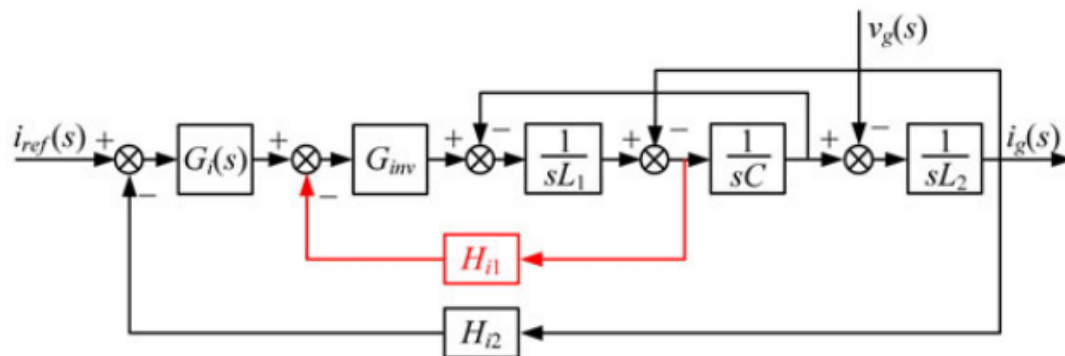 v_g(s)
i_ref(s) + − G_i(s) + − G_inv + − 1/sL_1 + − 1/sC + − 1/sL_2 i_g(s)
H_i1
H_i2